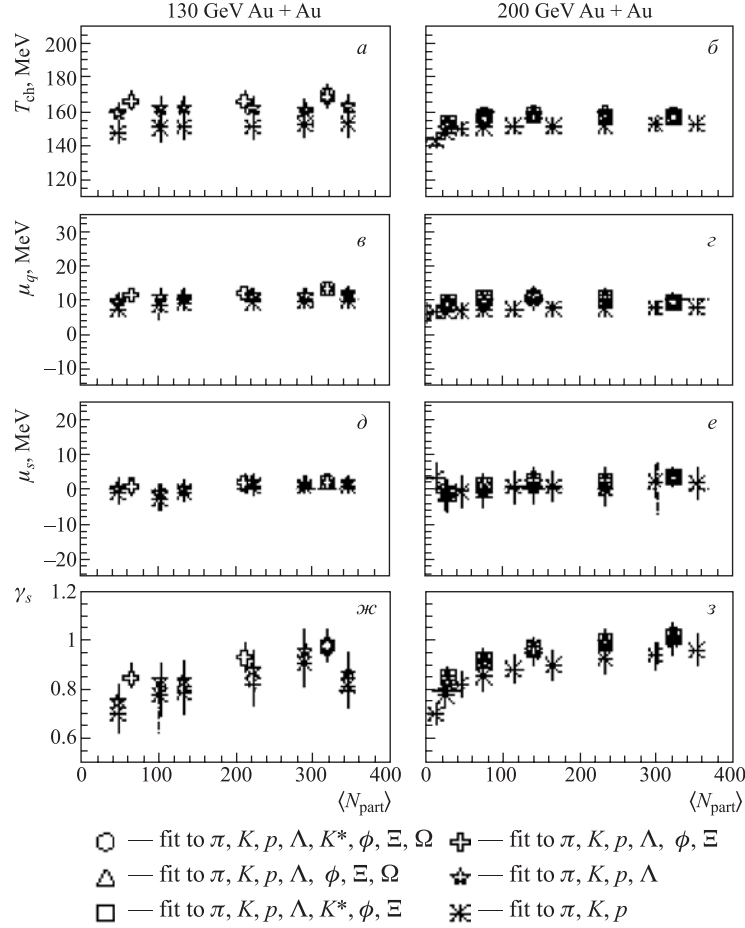 130 GeV Au + Au 200 GeV Au + Au
T_ch, MeV
200
180
160
140
120
а
б
μ_q, MeV
30
20
10
0
–10
в
г
μ_s, MeV
20
10
0
–10
–20
д
е
γ_s
1.2
1
0.8
0.6
ж
з
0 100 200 300 400 0 100 200 300 400
⟨N_part⟩ ⟨N_part⟩
— fit to π, K, p, Λ, K*, ϕ, Ξ, Ω — fit to π, K, p, Λ, ϕ, Ξ
— fit to π, K, p, Λ, ϕ, Ξ, Ω — fit to π, K, p, Λ
— fit to π, K, p, Λ, K*, ϕ, Ξ — fit to π, K, p